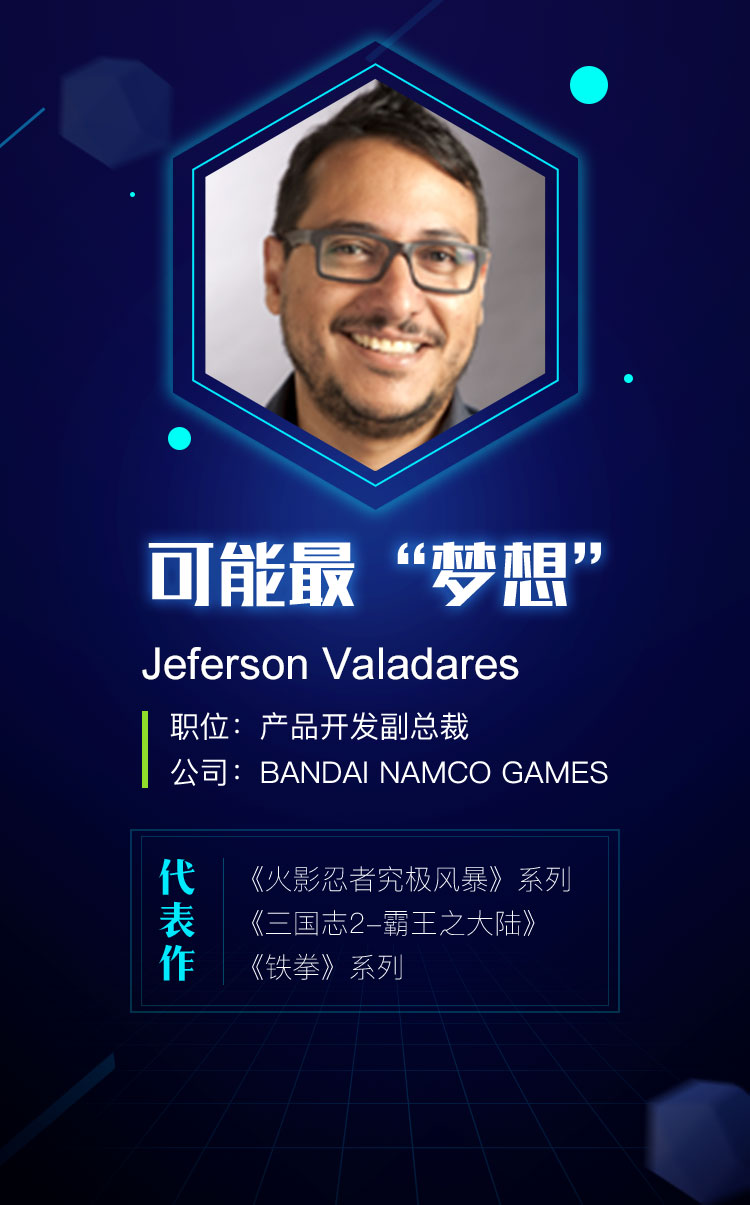 可能最“梦想”
Jeferson Valadares
职位：产品开发副总裁
公司：BANDAI NAMCO GAMES
代表作
《火影忍者究极风暴》系列
《三国志2-霸王之大陆》
《铁拳》系列